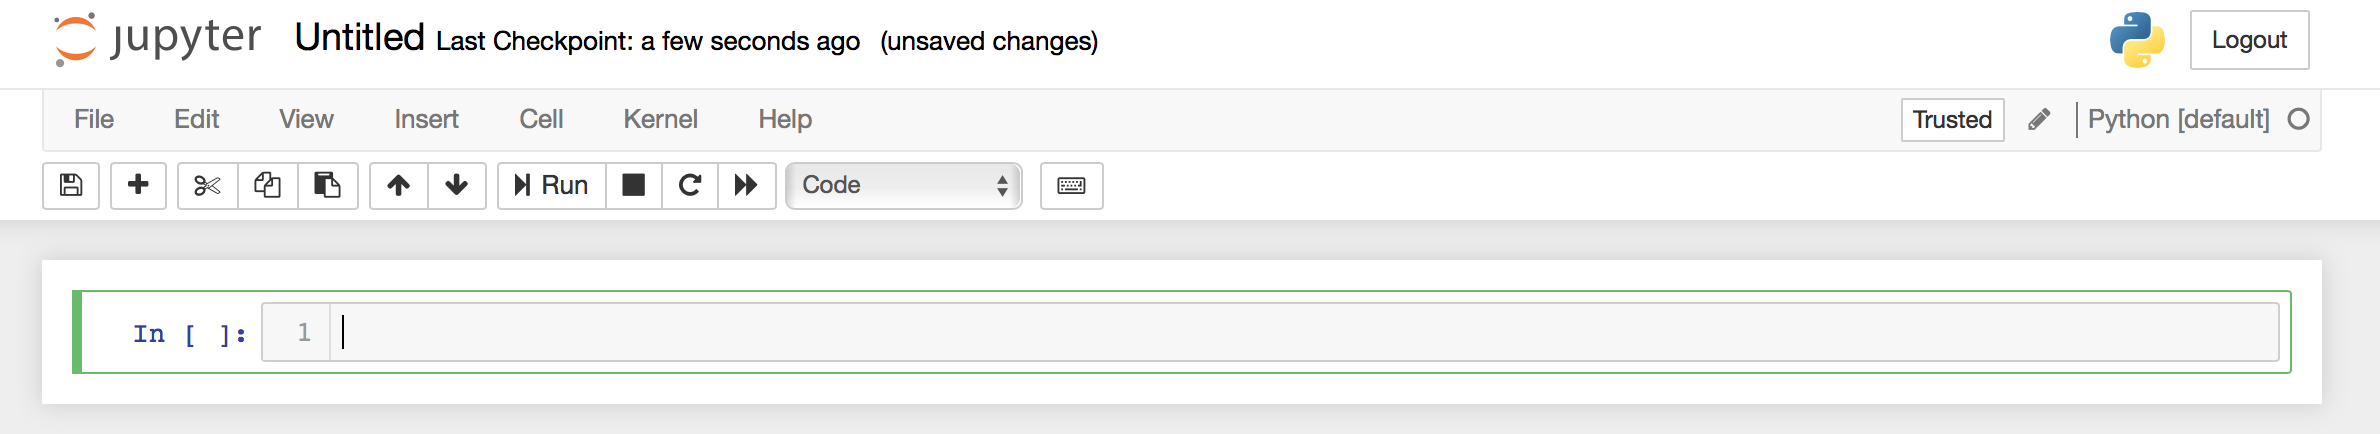 jupyter Untitled Last Checkpoint: a few seconds ago (unsaved changes) Logout
File Edit View Insert Cell Kernel Help Trusted Python [default]
Run Code
In [ ]: 1